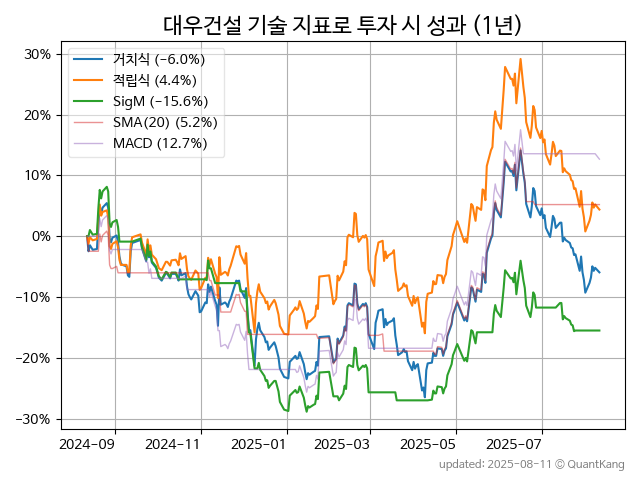 대우건설 기술 지표로 투자 시 성과 (1년)
거치식 (−6.0%)
적립식 (4.4%)
SigM (−15.6%)
SMA(20) (5.2%)
MACD (12.7%)
30%
20%
10%
0%
−10%
−20%
−30%
2024−09
2024−11
2025−01
2025−03
2025−05
2025−07
updated: 2025-08-11 © QuantKang